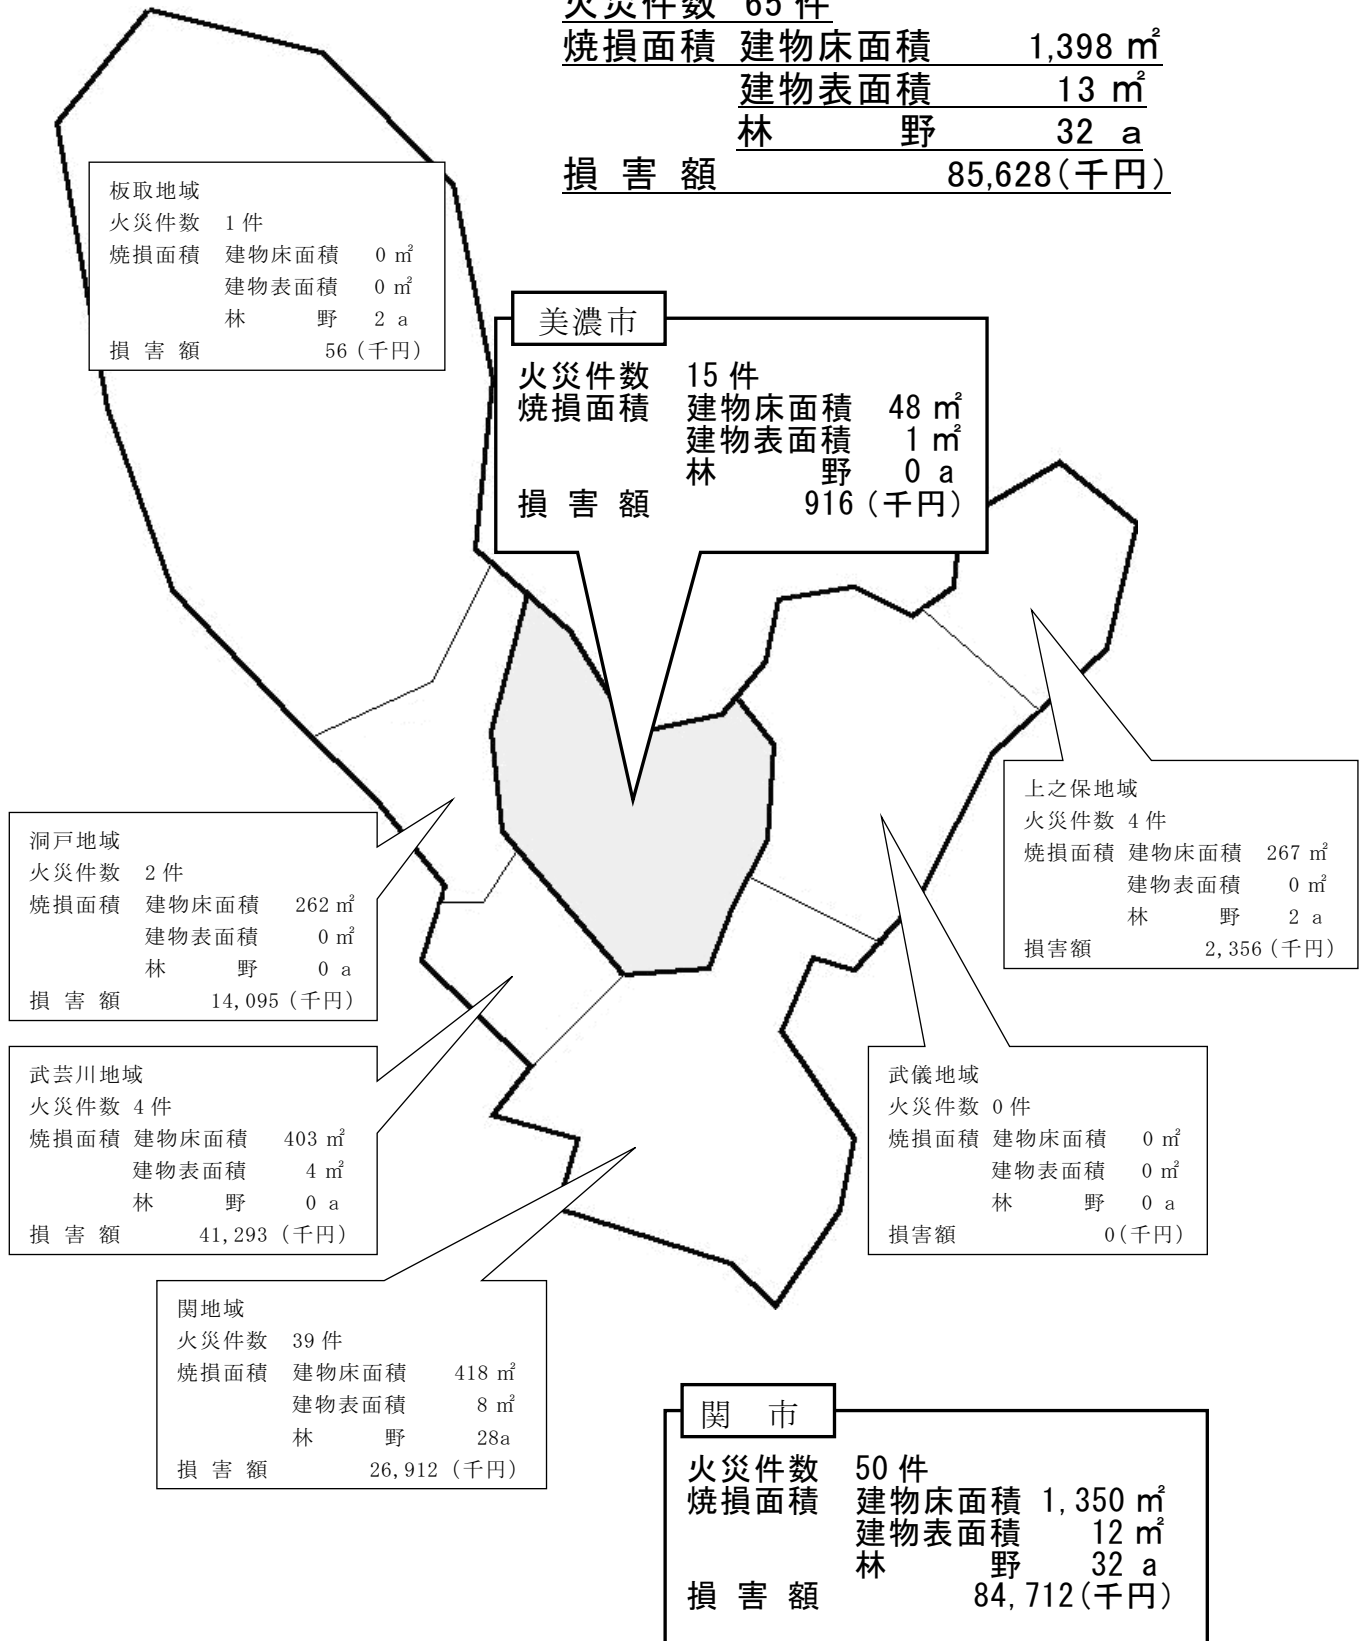 火災件数 65 件
焼損面積 建物床面積 1,398 ㎡
建物表面積 13 ㎡
林 野 32 a
損 害 額 85,628(千円)
板取地域
火災件数 1 件
焼損面積 建物床面積 0 ㎡
建物表面積 0 ㎡
林 野 2 a
損 害 額 56 (千円)
美濃市
火災件数 15 件
焼損面積 建物床面積 48 ㎡
建物表面積 1 ㎡
林 野 0 a
損 害 額 916 (千円)
上之保地域
火災件数 4 件
焼損面積 建物床面積 267 ㎡
建物表面積 0 ㎡
林 野 2 a
損害額 2,356 (千円)
洞戸地域
火災件数 2 件
焼損面積 建物床面積 262 ㎡
建物表面積 0 ㎡
林 野 0 a
損 害 額 14,095 (千円)
武芸川地域
火災件数 4 件
焼損面積 建物床面積 403 ㎡
建物表面積 4 ㎡
林 野 0 a
損 害 額 41,293 (千円)
武儀地域
火災件数 0 件
焼損面積 建物床面積 0 ㎡
建物表面積 0 ㎡
林 野 0 a
損害額 0(千円)
関地域
火災件数 39 件
焼損面積 建物床面積 418 ㎡
建物表面積 8 ㎡
林 野 28a
損 害 額 26,912 (千円)
関 市
火災件数 50 件
焼損面積 建物床面積 1,350 ㎡
建物表面積 12 ㎡
林 野 32 a
損 害 額 84,712(千円)